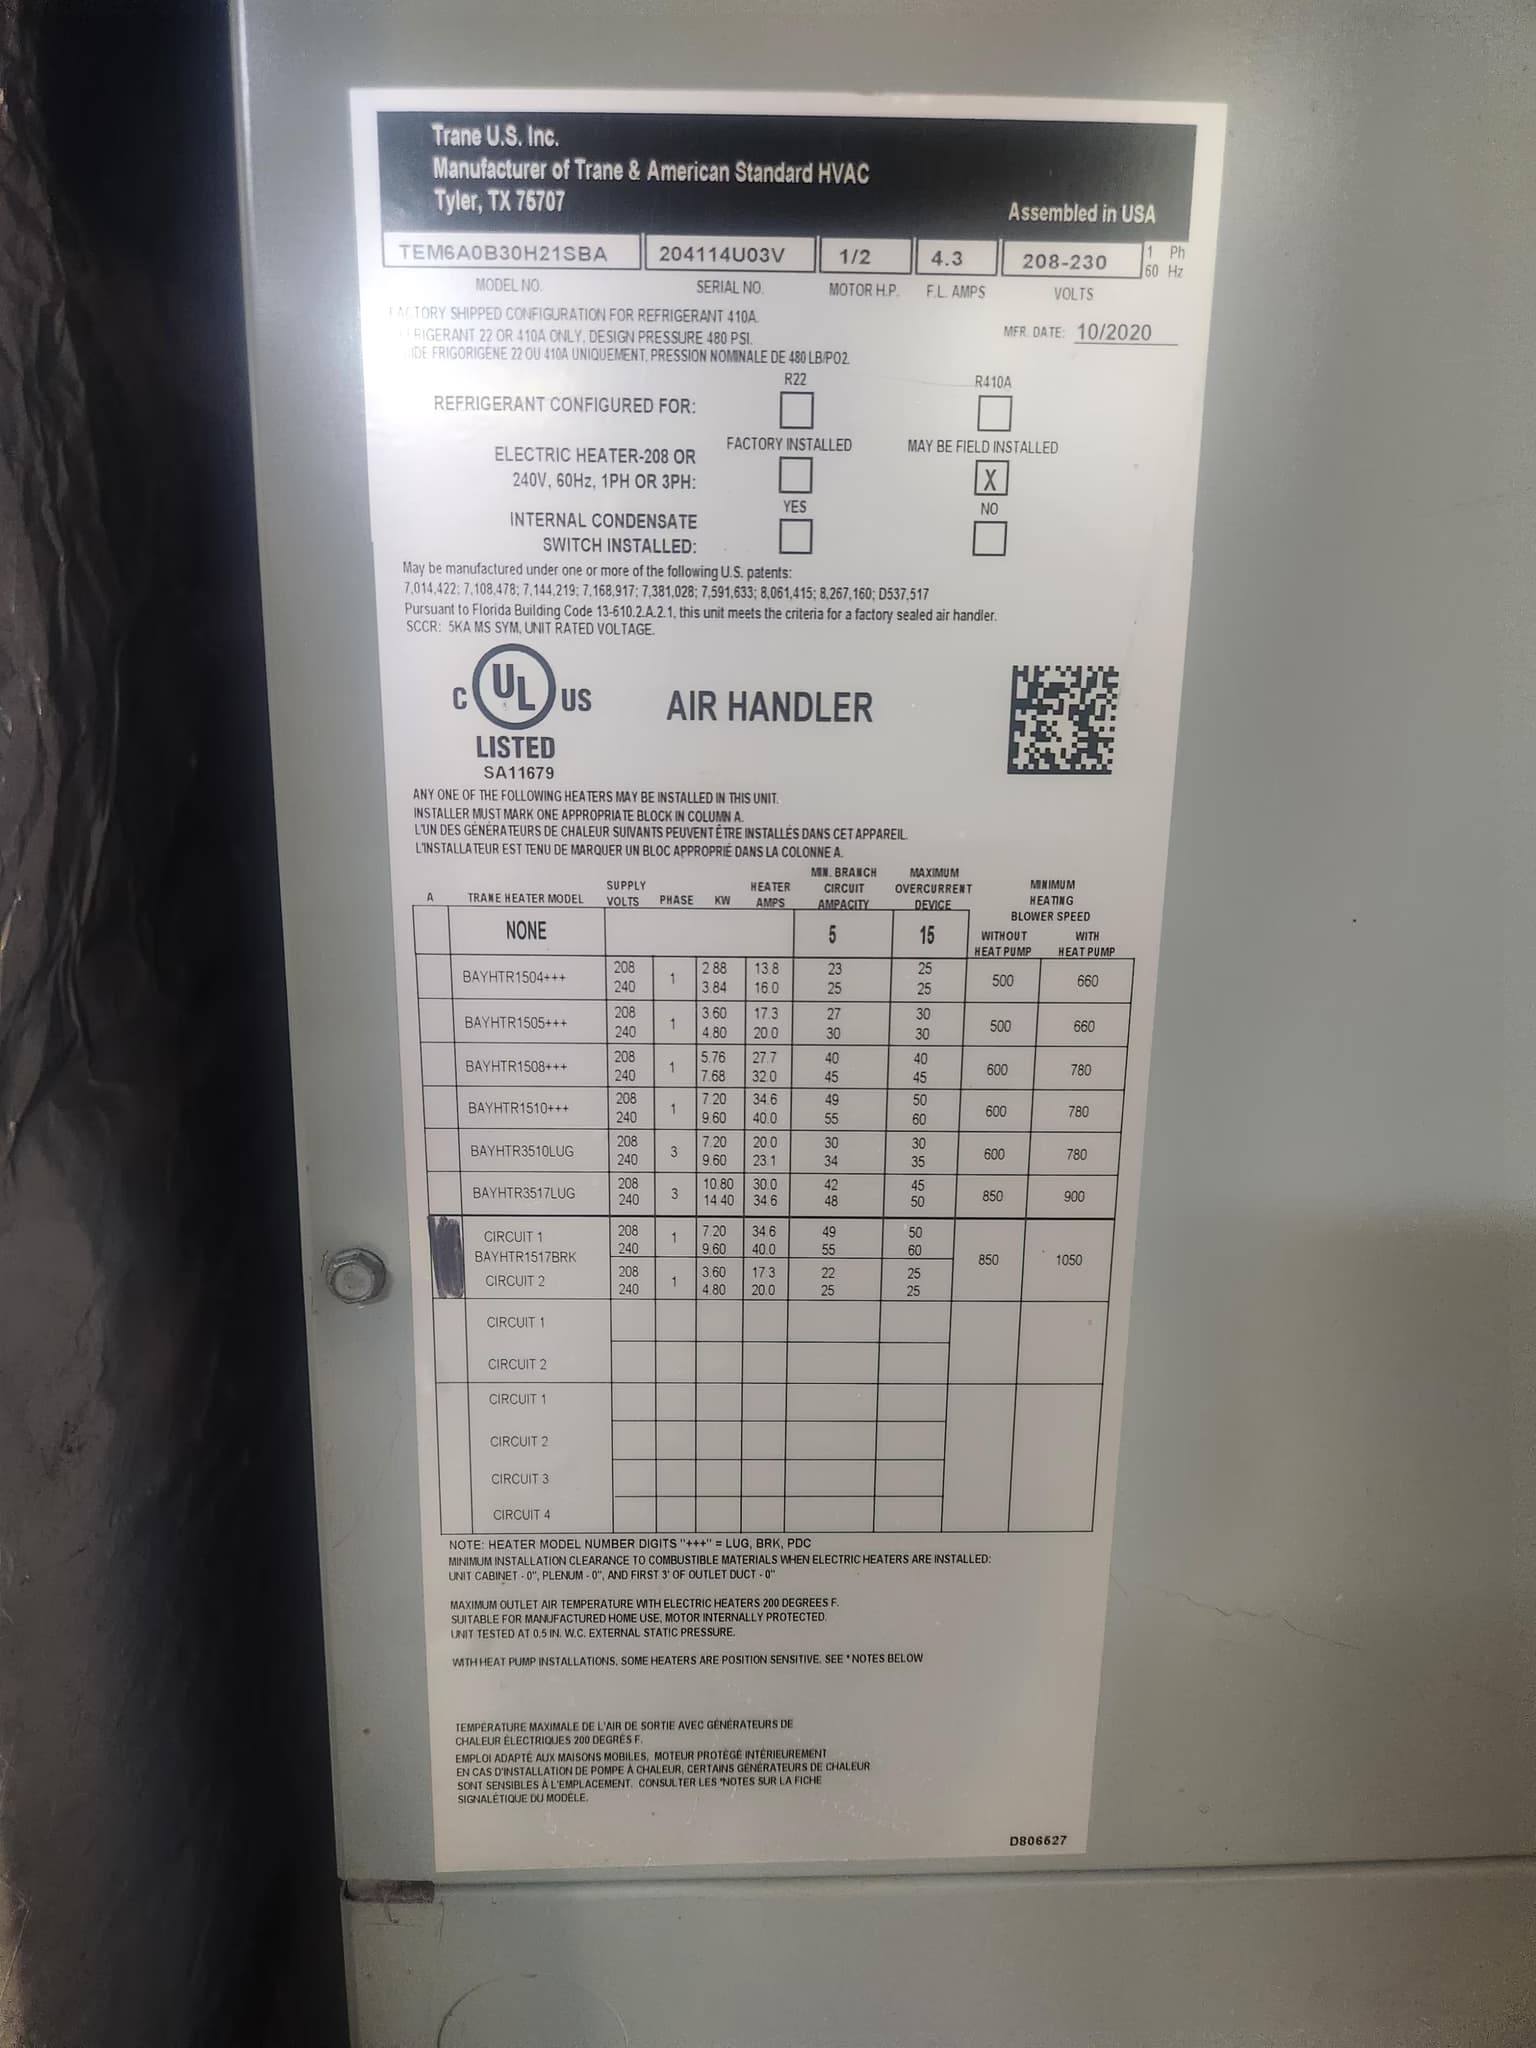 Trane U.S. Inc.
Manufacturer of Trane & American Standard HVAC
Tyler, TX 75707
Assembled in USA
TEM6A0B30H21SBA 204114U03V 1/2 4.3 208-230 1 Ph
60 Hz
MODEL NO. SERIAL NO. MOTOR H.P. F.L. AMPS VOLTS
TORY SHIPPED CONFIGURATION FOR REFRIGERANT 410A.
RIGERANT 22 OR 410A ONLY, DESIGN PRESSURE 480 PSI.
DE FRIGORIGÈNE 22 OU 410A UNIQUEMENT, PRESSION NOMINALE DE 480 LB/PO2.
MFR. DATE: 10/2020
R22 R410A
REFRIGERANT CONFIGURED FOR:
FACTORY INSTALLED MAY BE FIELD INSTALLED
ELECTRIC HEATER-208 OR
240V, 60Hz, 1PH OR 3PH: X
YES NO
INTERNAL CONDENSATE
SWITCH INSTALLED:
May be manufactured under one or more of the following U.S. patents:
7,014,422; 7,108,478; 7,144,219; 7,168,917; 7,381,028; 7,591,633; 8,061,415; 8,267,160; D537,517
Pursuant to Florida Building Code 13-610.2.A.2.1, this unit meets the criteria for a factory sealed air handler.
SCCR: 5KA MS SYM, UNIT RATED VOLTAGE.
C UL US
LISTED
SA11679
AIR HANDLER
ANY ONE OF THE FOLLOWING HEATERS MAY BE INSTALLED IN THIS UNIT.
INSTALLER MUST MARK ONE APPROPRIATE BLOCK IN COLUMN A.
L'UN DES GÉNÉRATEURS DE CHALEUR SUIVANTS PEUVENT ÊTRE INSTALLÉS DANS CET APPAREIL.
L'INSTALLATEUR EST TENU DE MARQUER UN BLOC APPROPRIÉ DANS LA COLONNE A.
A TRANE HEATER MODEL SUPPLY VOLTS PHASE KW HEATER AMPS MIN. BRANCH CIRCUIT AMPACITY MAXIMUM OVERCURRENT DEVICE MINIMUM HEATING BLOWER SPEED
WITHOUT HEAT PUMP WITH HEAT PUMP
NONE 5 15
BAYHTR1504+++ 208 1 2.88 13.8 23 25 500 660
240 3.84 16.0 25 25
BAYHTR1505+++ 208 1 3.60 17.3 27 30 500 660
240 4.80 20.0 30 30
BAYHTR1508+++ 208 1 5.76 27.7 40 40 600 780
240 7.68 32.0 45 45
BAYHTR1510+++ 208 1 7.20 34.6 49 50 600 780
240 9.60 40.0 55 60
BAYHTR3510LUG 208 3 7.20 20.0 30 30 600 780
240 9.60 23.1 34 35
BAYHTR3517LUG 208 3 10.80 30.0 42 45 850 900
240 14.40 34.6 48 50
CIRCUIT 1 208 1 7.20 34.6 49 50
240 9.60 40.0 55 60
BAYHTR1517BRK 850 1050
CIRCUIT 2 208 1 3.60 17.3 22 25
240 4.80 20.0 25 25
CIRCUIT 1
CIRCUIT 2
CIRCUIT 1
CIRCUIT 2
CIRCUIT 3
CIRCUIT 4
NOTE: HEATER MODEL NUMBER DIGITS "+++" = LUG, BRK, PDC
MINIMUM INSTALLATION CLEARANCE TO COMBUSTIBLE MATERIALS WHEN ELECTRIC HEATERS ARE INSTALLED:
UNIT CABINET - 0", PLENUM - 0", AND FIRST 3' OF OUTLET DUCT - 0"
MAXIMUM OUTLET AIR TEMPERATURE WITH ELECTRIC HEATERS 200 DEGREES F.
SUITABLE FOR MANUFACTURED HOME USE, MOTOR INTERNALLY PROTECTED.
UNIT TESTED AT 0.5 IN. W.C. EXTERNAL STATIC PRESSURE.
WITH HEAT PUMP INSTALLATIONS, SOME HEATERS ARE POSITION SENSITIVE. SEE * NOTES BELOW
TEMPÉRATURE MAXIMALE DE L'AIR DE SORTIE AVEC GÉNÉRATEURS DE
CHALEUR ÉLECTRIQUES 200 DEGRÉS F.
EMPLOI ADAPTÉ AUX MAISONS MOBILES, MOTEUR PROTÉGÉ INTÉRIEUREMENT
EN CAS D'INSTALLATION DE POMPE À CHALEUR, CERTAINS GÉNÉRATEURS DE CHALEUR
SONT SENSIBLES À L'EMPLACEMENT. CONSULTER LES *NOTES SUR LA FICHE
SIGNALÉTIQUE DU MODÈLE.
D806527